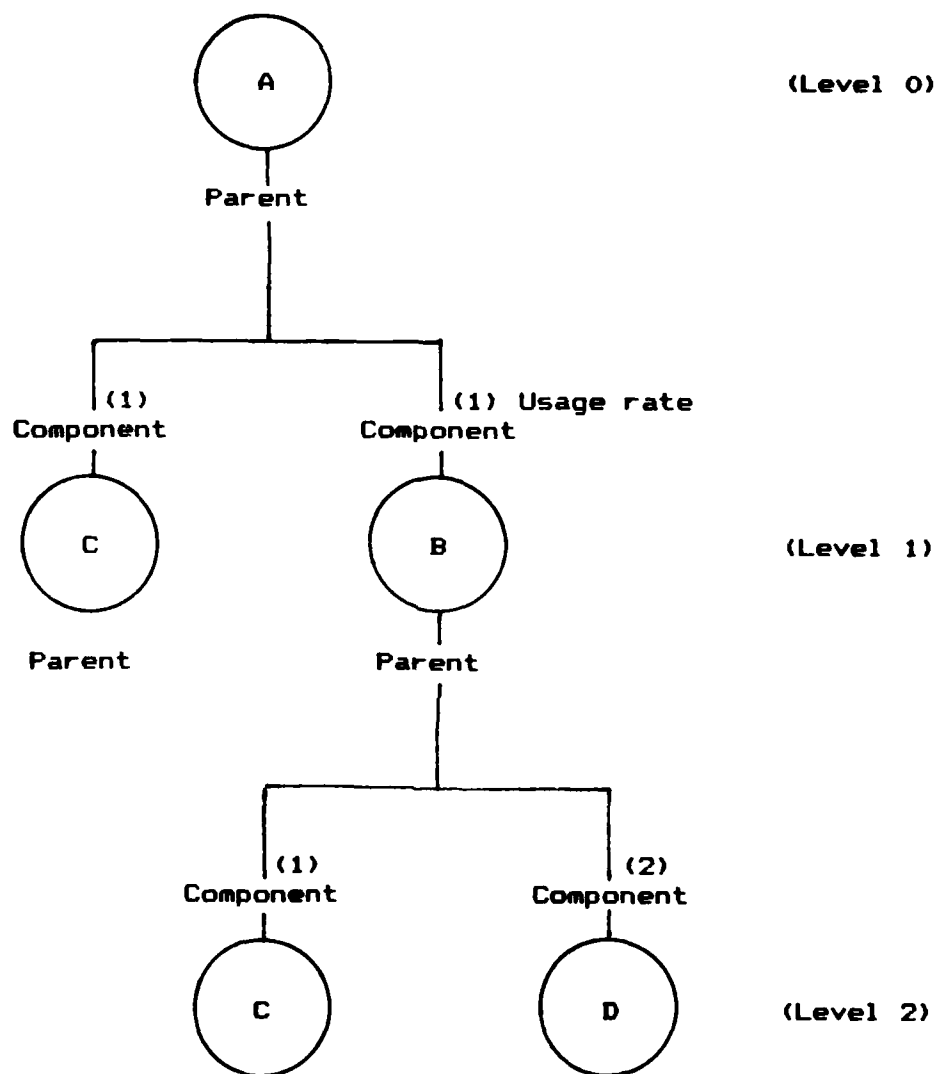 A (Level 0)
Parent
(1) (1) Usage rate
Component Component
C B (Level 1)
Parent Parent
(1) (2)
Component Component
C D (Level 2)